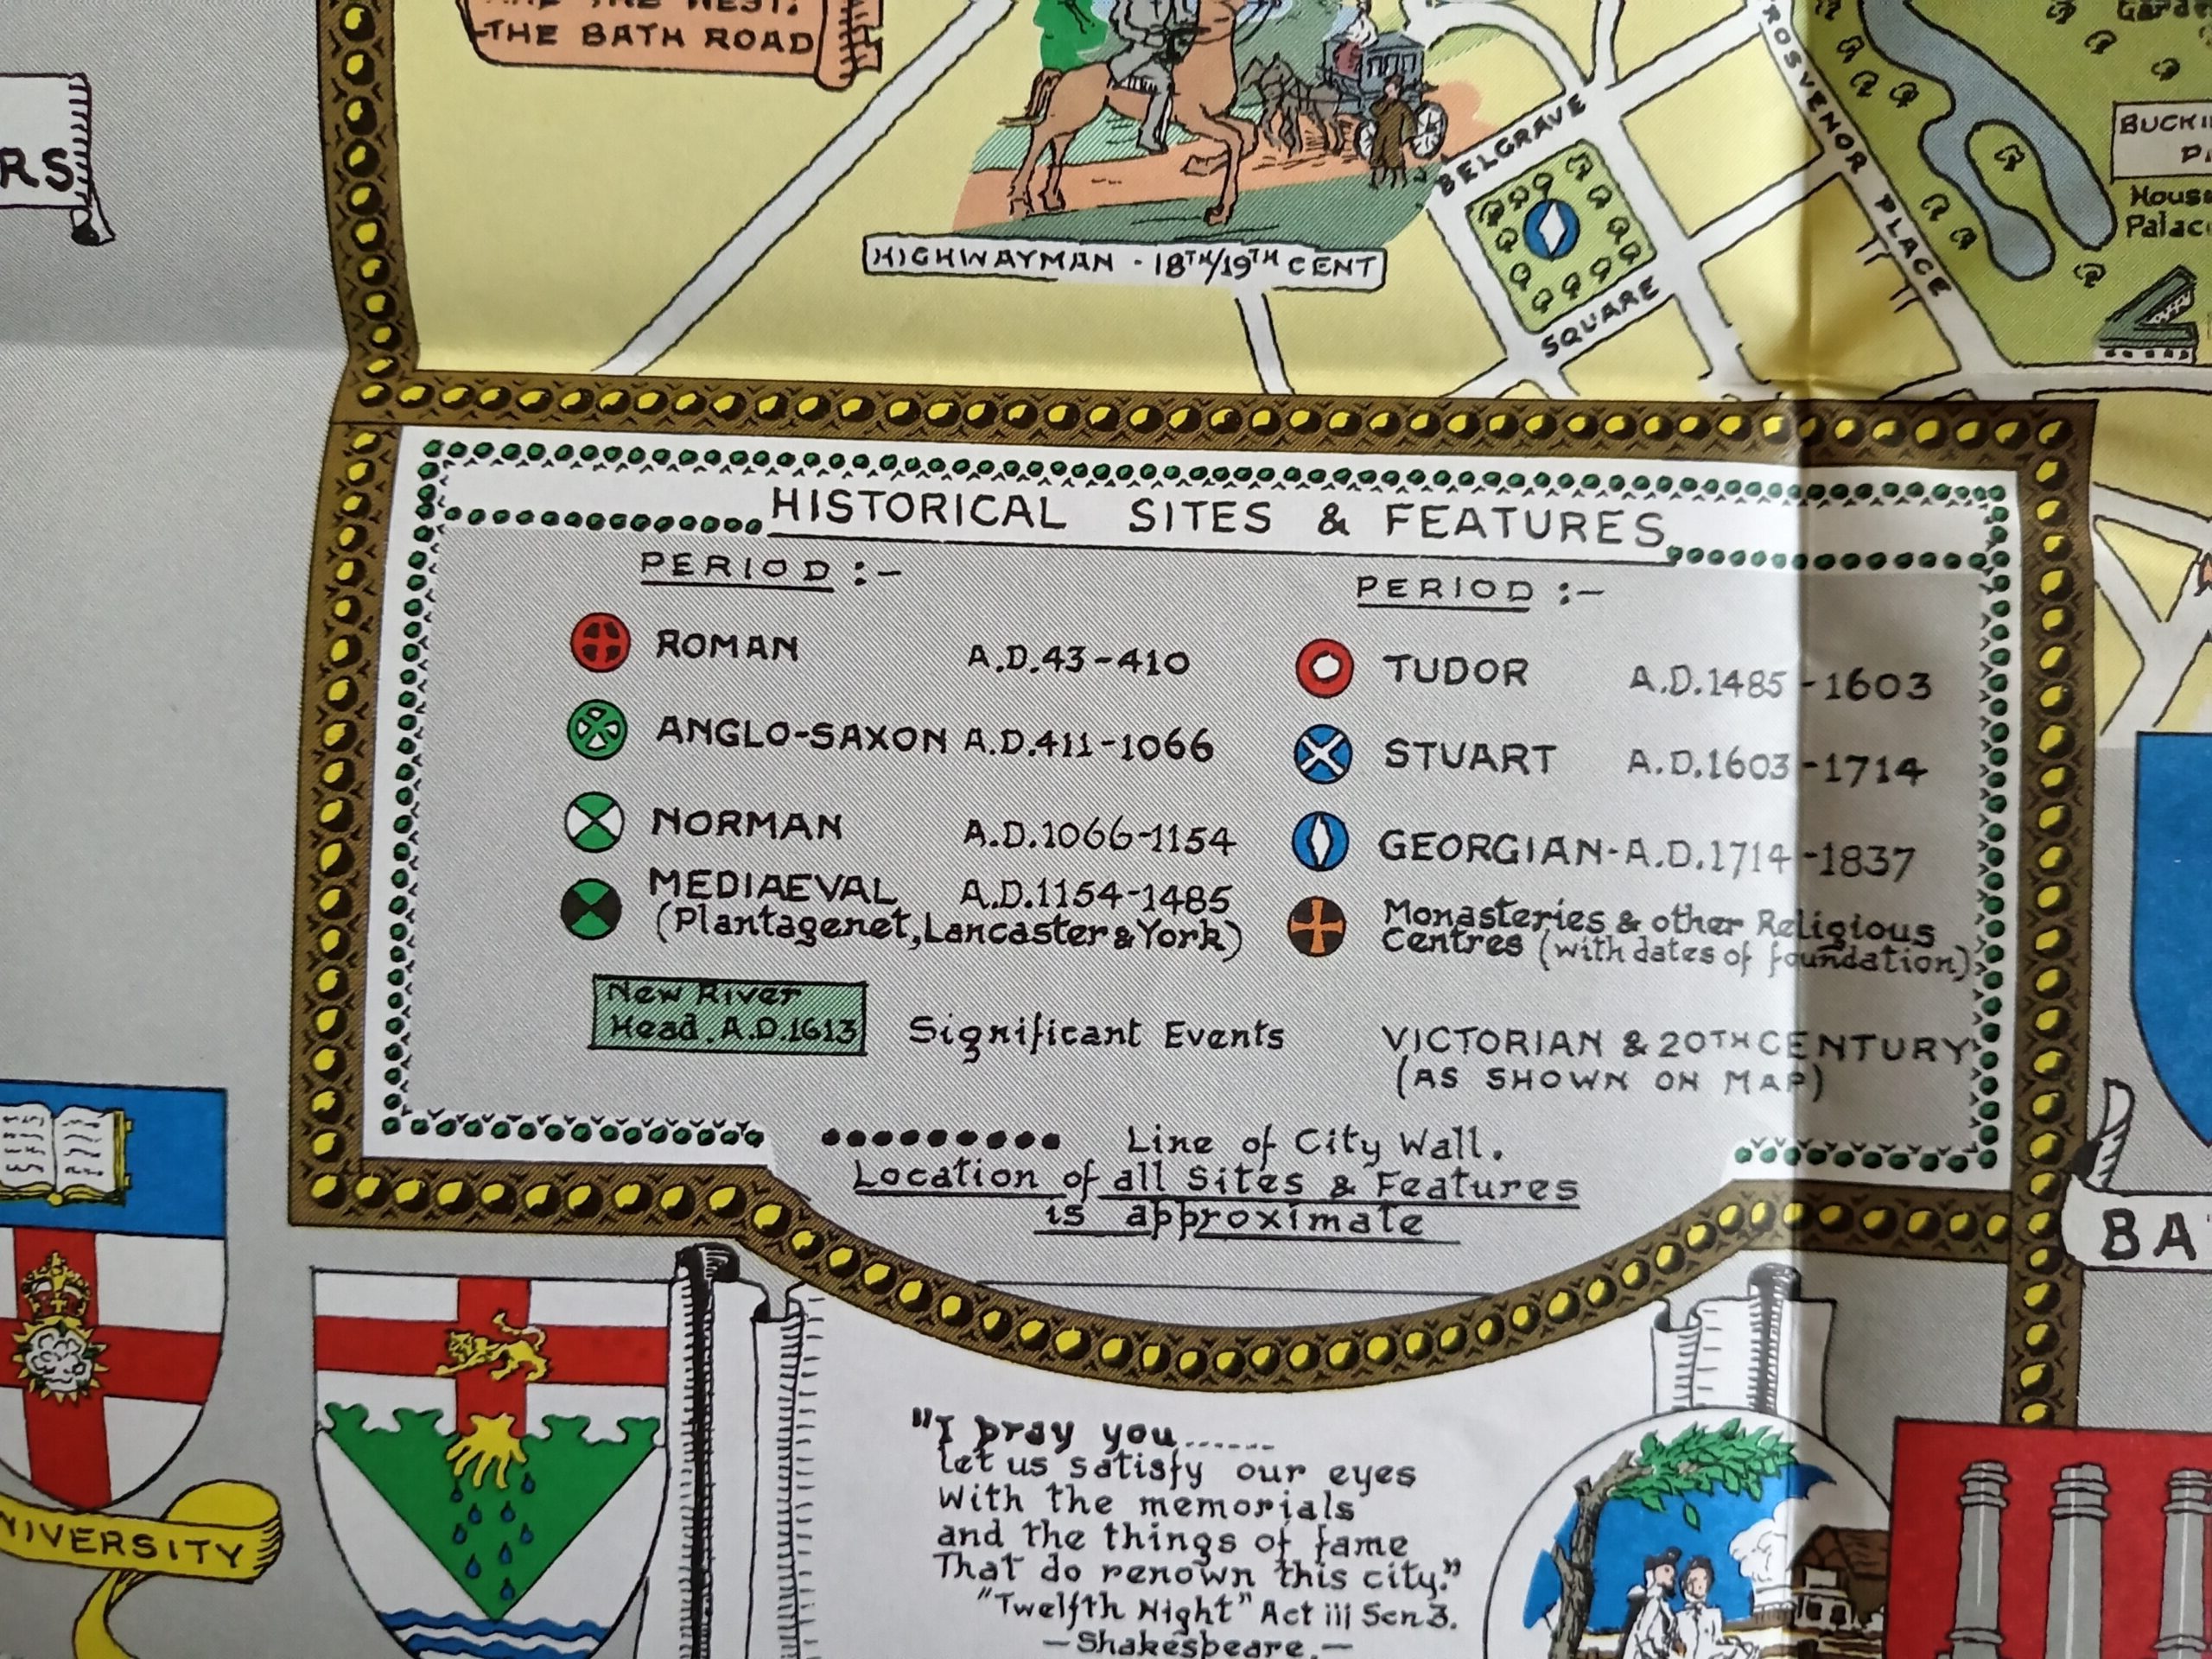 THE BATH ROAD
RS
HIGHWAYMAN - 18TH/19TH CENT
BELGRAVE
SQUARE
GROSVENOR PLACE
HISTORICAL SITES & FEATURES
PERIOD :-
ROMAN A.D.43-410
ANGLO-SAXON A.D.411-1066
NORMAN A.D.1066-1154
MEDIAEVAL A.D.1154-1485
(Plantagenet, Lancaster & York)
New River
Head. A.D.1613
Significant Events
PERIOD :-
TUDOR A.D.1485-1603
STUART A.D.1603-1714
GEORGIAN-A.D.1714-1837
Monasteries & other Religious
Centres (with dates of foundation)
VICTORIAN & 20TH CENTURY
(AS SHOWN ON MAP)
Line of City Wall.
Location of all Sites & Features
is approximate
NIVERSITY
BA
"I pray you......
let us satisfy our eyes
With the memorials
and the things of fame
That do renown this city."
"Twelfth Night" Act iii Scn 3.
-Shakespeare.-